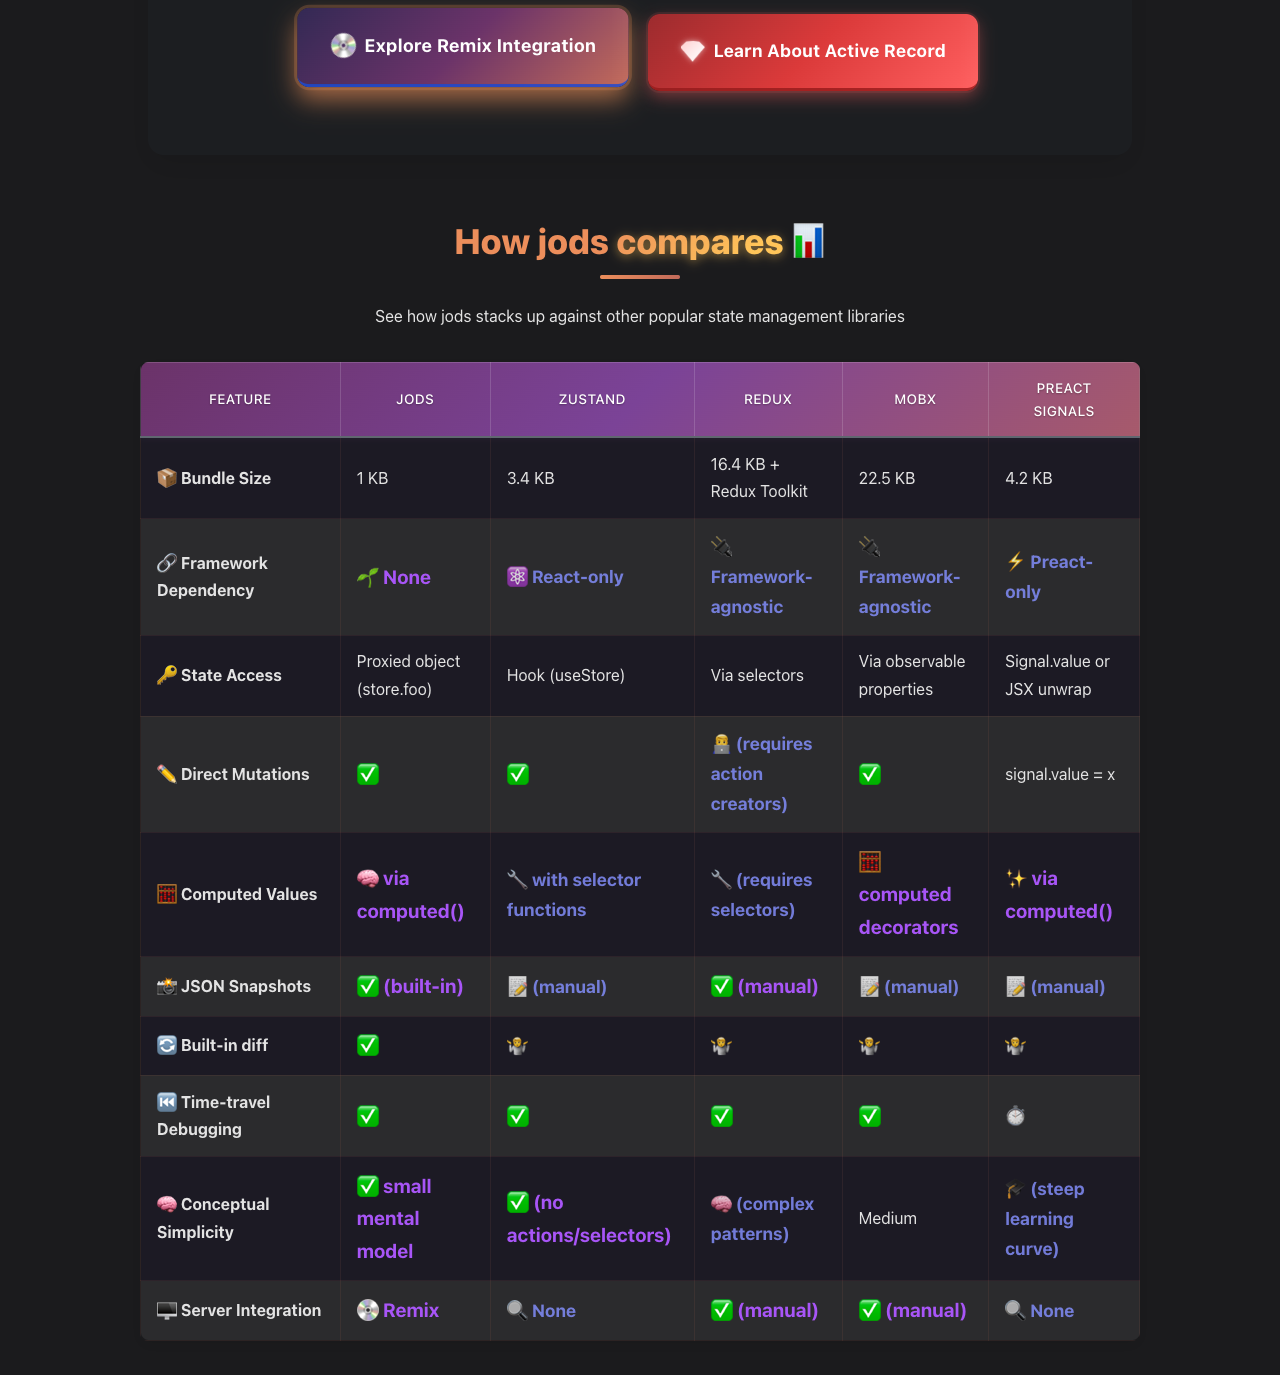 💿 Explore Remix Integration
💎 Learn About Active Record
How jods compares 📊
See how jods stacks up against other popular state management libraries
FEATURE JODS ZUSTAND REDUX MOBX PREACT SIGNALS
📦 Bundle Size 1 KB 3.4 KB 16.4 KB + Redux Toolkit 22.5 KB 4.2 KB
🔗 Framework Dependency 🌱 None ⚛️ React-only 🔌 Framework-agnostic 🔌 Framework-agnostic ⚡ Preact-only
🔑 State Access Proxied object (store.foo) Hook (useStore) Via selectors Via observable properties Signal.value or JSX unwrap
✏️ Direct Mutations ✅ ✅ 👨‍💻 (requires action creators) ✅ signal.value = x
🧮 Computed Values 🧠 via computed() 🔧 with selector functions 🔧 (requires selectors) 🧮 computed decorators ✨ via computed()
📸 JSON Snapshots ✅ (built-in) 📝 (manual) ✅ (manual) 📝 (manual) 📝 (manual)
🔄 Built-in diff ✅ 🤷 🤷 🤷 🤷
⏮️ Time-travel Debugging ✅ ✅ ✅ ✅ ⏱️
🧠 Conceptual Simplicity ✅ small mental model ✅ (no actions/selectors) 🧠 (complex patterns) Medium 🎓 (steep learning curve)
🖥️ Server Integration 💿 Remix 🔍 None ✅ (manual) ✅ (manual) 🔍 None